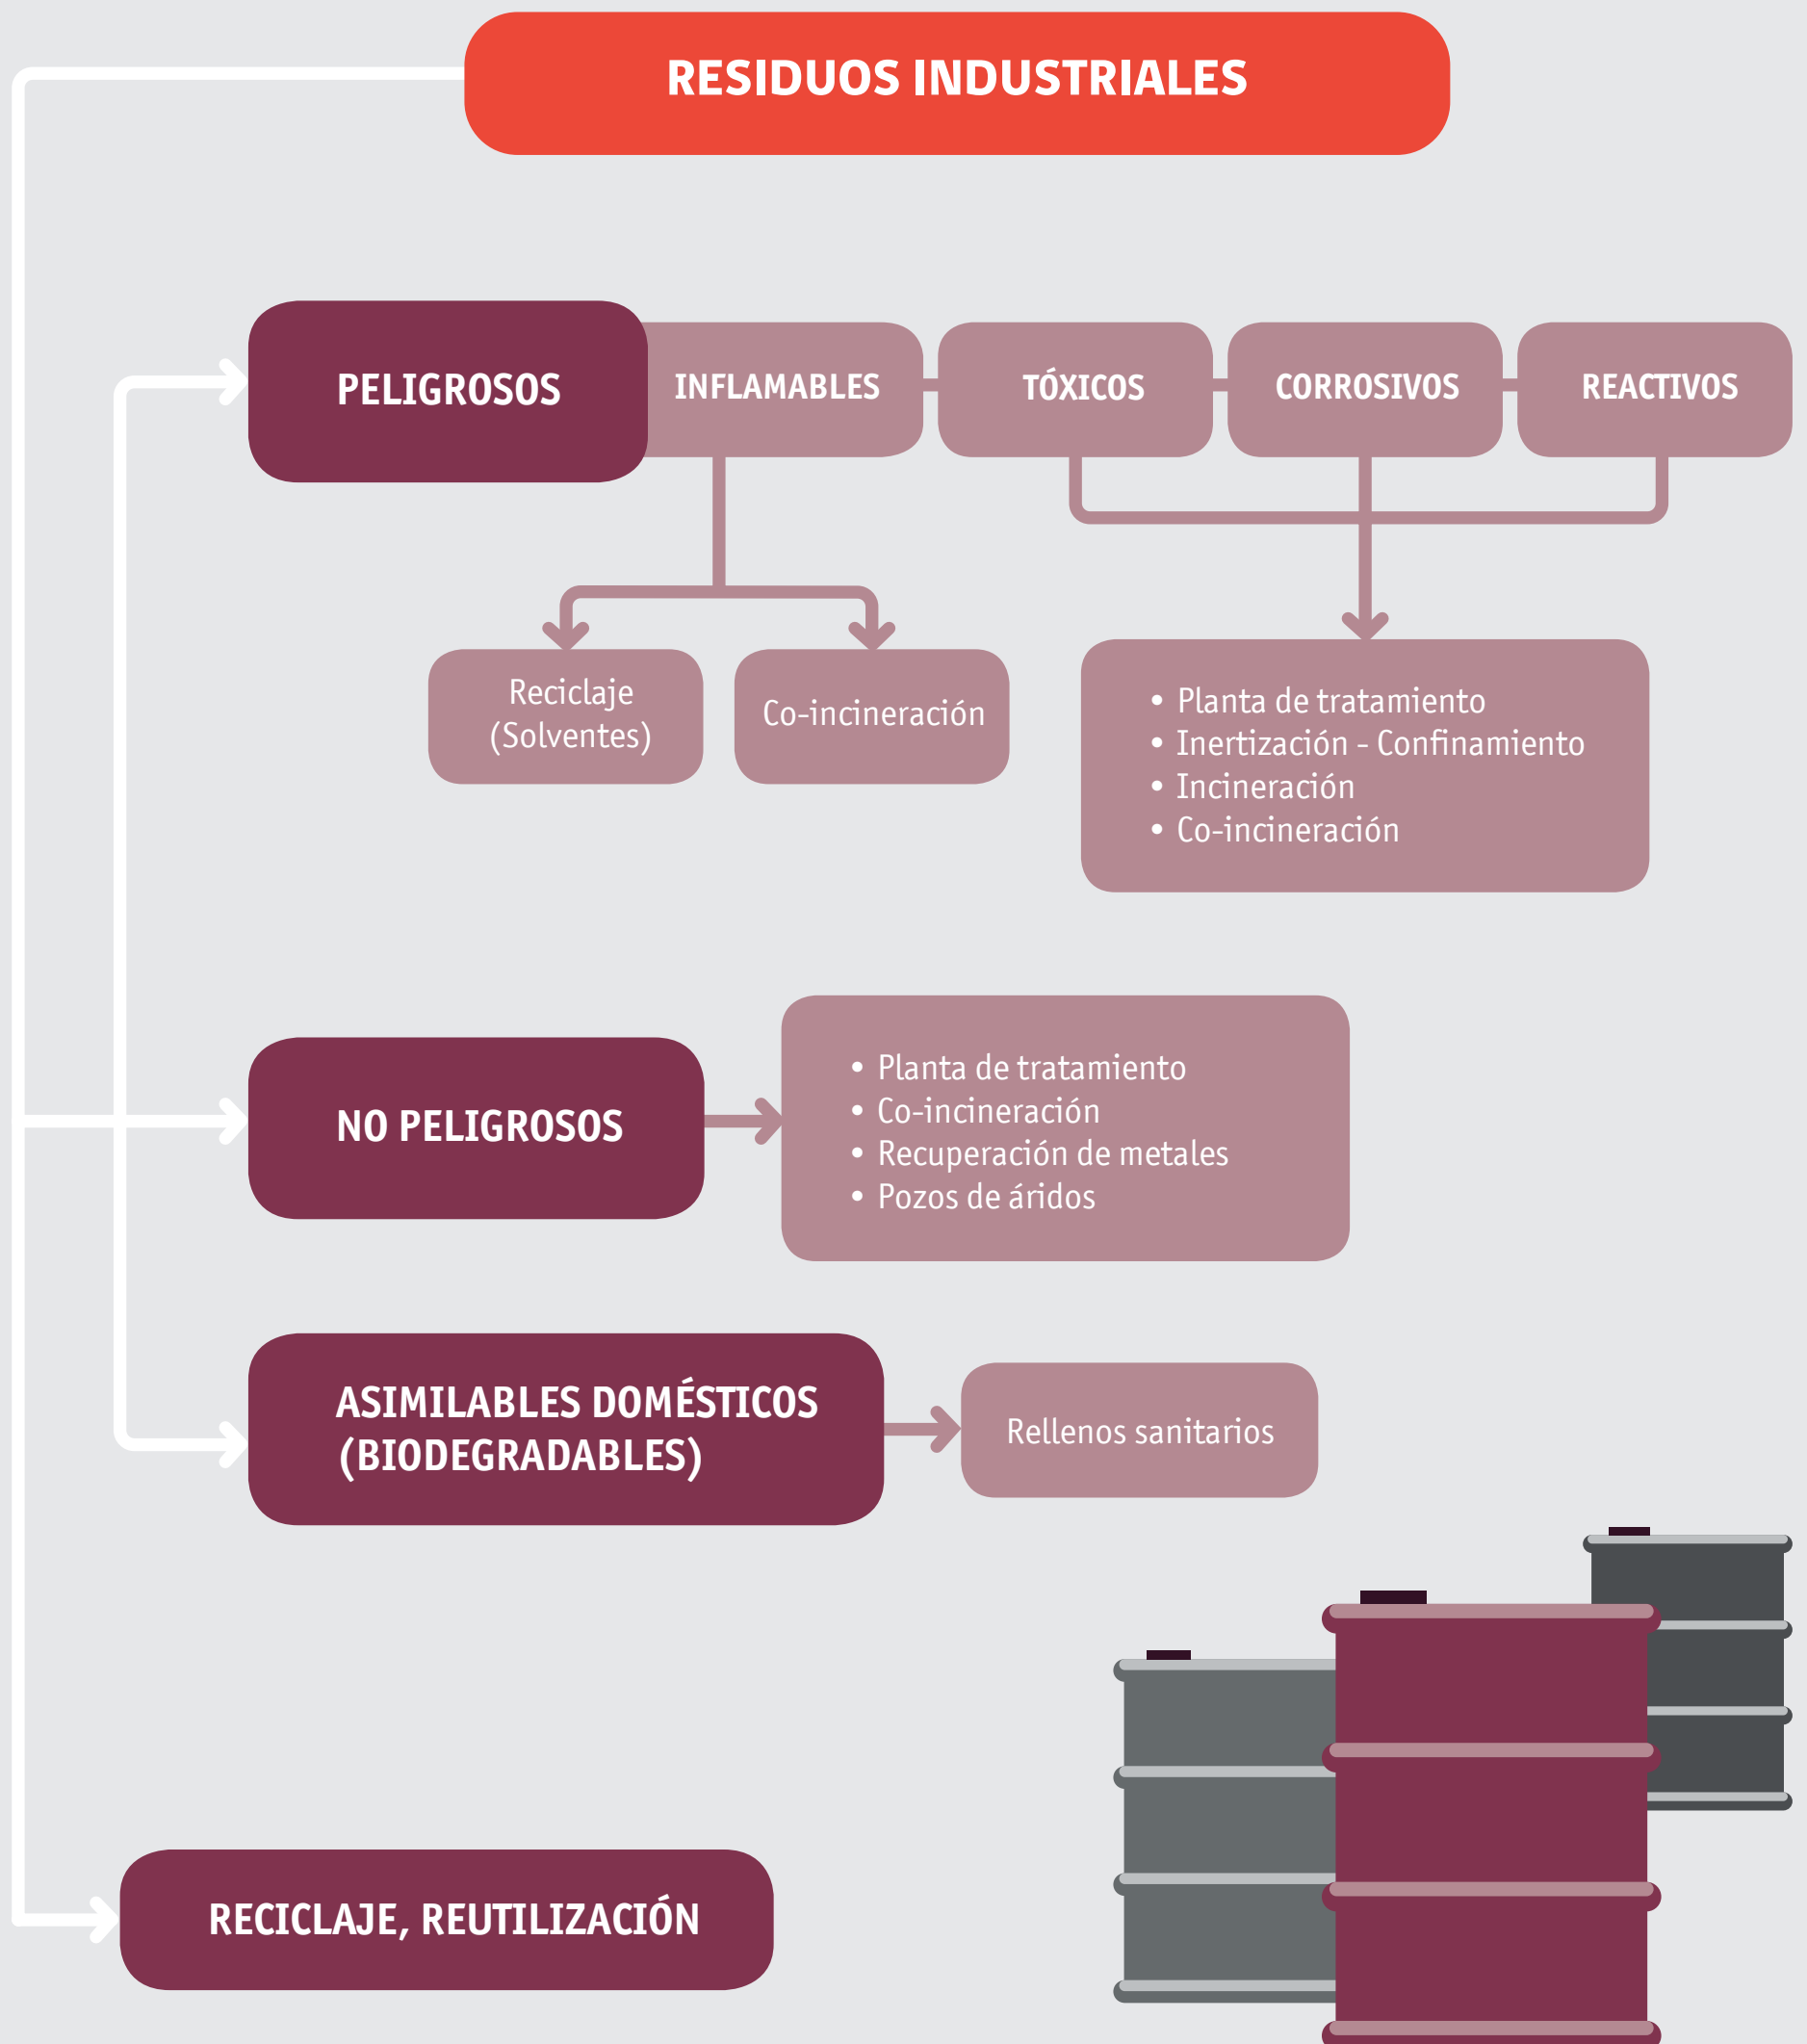 RESIDUOS INDUSTRIALES
PELIGROSOS
INFLAMABLES
TÓXICOS
CORROSIVOS
REACTIVOS
Reciclaje
(Solventes)
Co-incineración
• Planta de tratamiento
• Inertización - Confinamiento
• Incineración
• Co-incineración
NO PELIGROSOS
• Planta de tratamiento
• Co-incineración
• Recuperación de metales
• Pozos de áridos
ASIMILABLES DOMÉSTICOS
(BIODEGRADABLES)
Rellenos sanitarios
RECICLAJE, REUTILIZACIÓN